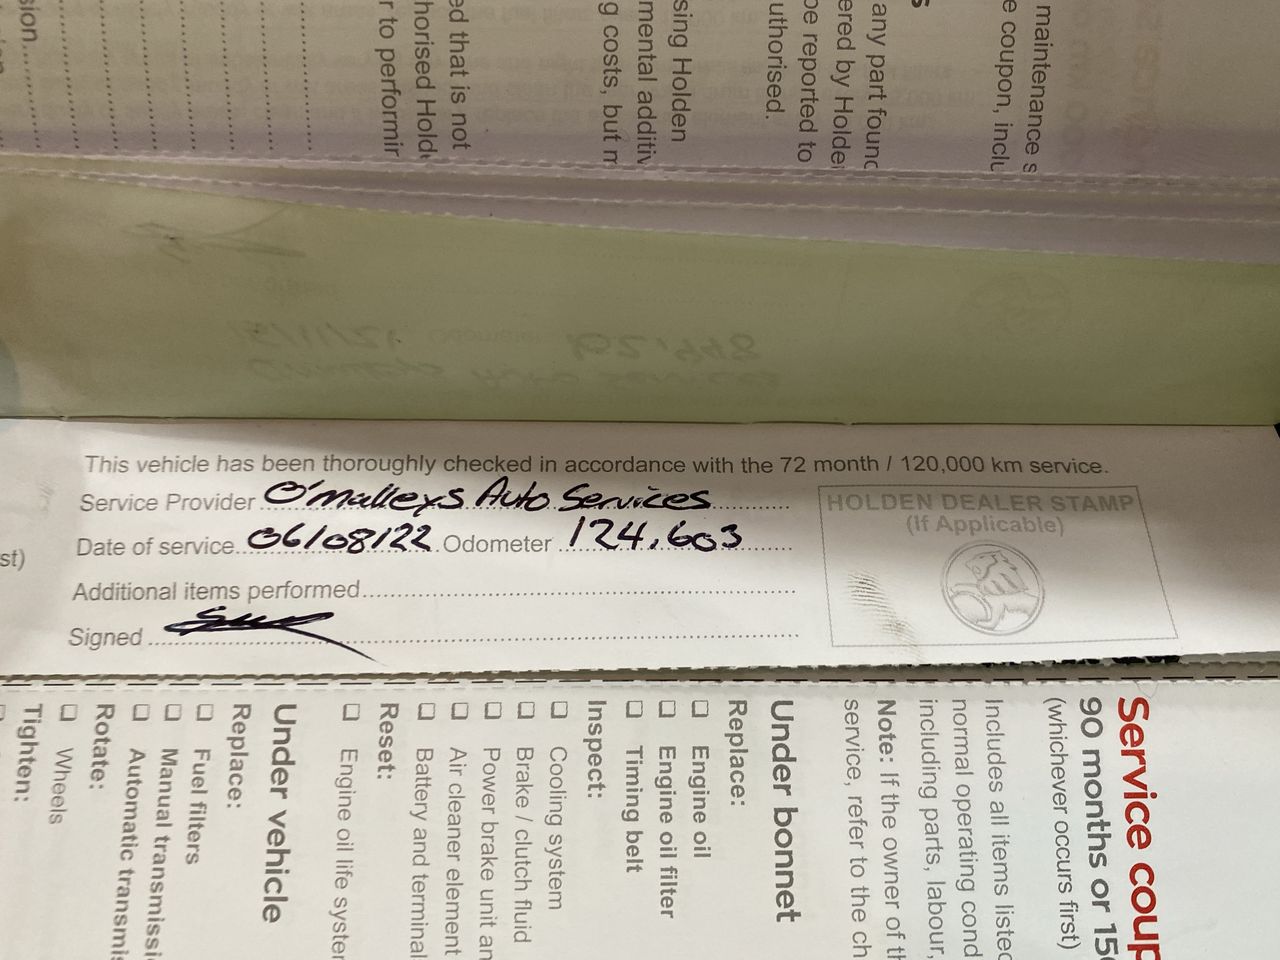 This vehicle has been thoroughly checked in accordance with the 72 month / 120,000 km service.
Service Provider O'malleys Auto Services
Date of service 06/08/22 Odometer 124,603
Additional items performed
Signed
HOLDEN DEALER STAMP
(If Applicable)
maintenance
e coupon, inclu
any part found
ered by Holde
be reported to
uthorised.
sing Holden
mental additiv
g costs, but m
ed that is not
horised Hold
r to performin
sion
st)
Service coup
90 months or 15
(whichever occurs first)
Includes all items listed
normal operating cond
including parts, labour,
Note: If the owner of th
service, refer to the ch
Under bonnet
Replace:
Engine oil
Engine oil filter
Timing belt
Inspect:
Cooling system
Brake / clutch fluid
Power brake unit an
Air cleaner element
Battery and terminal
Reset:
Engine oil life system
Under vehicle
Replace:
Fuel filters
Manual transmissi
Automatic transmis
Rotate:
Wheels
Tighten: